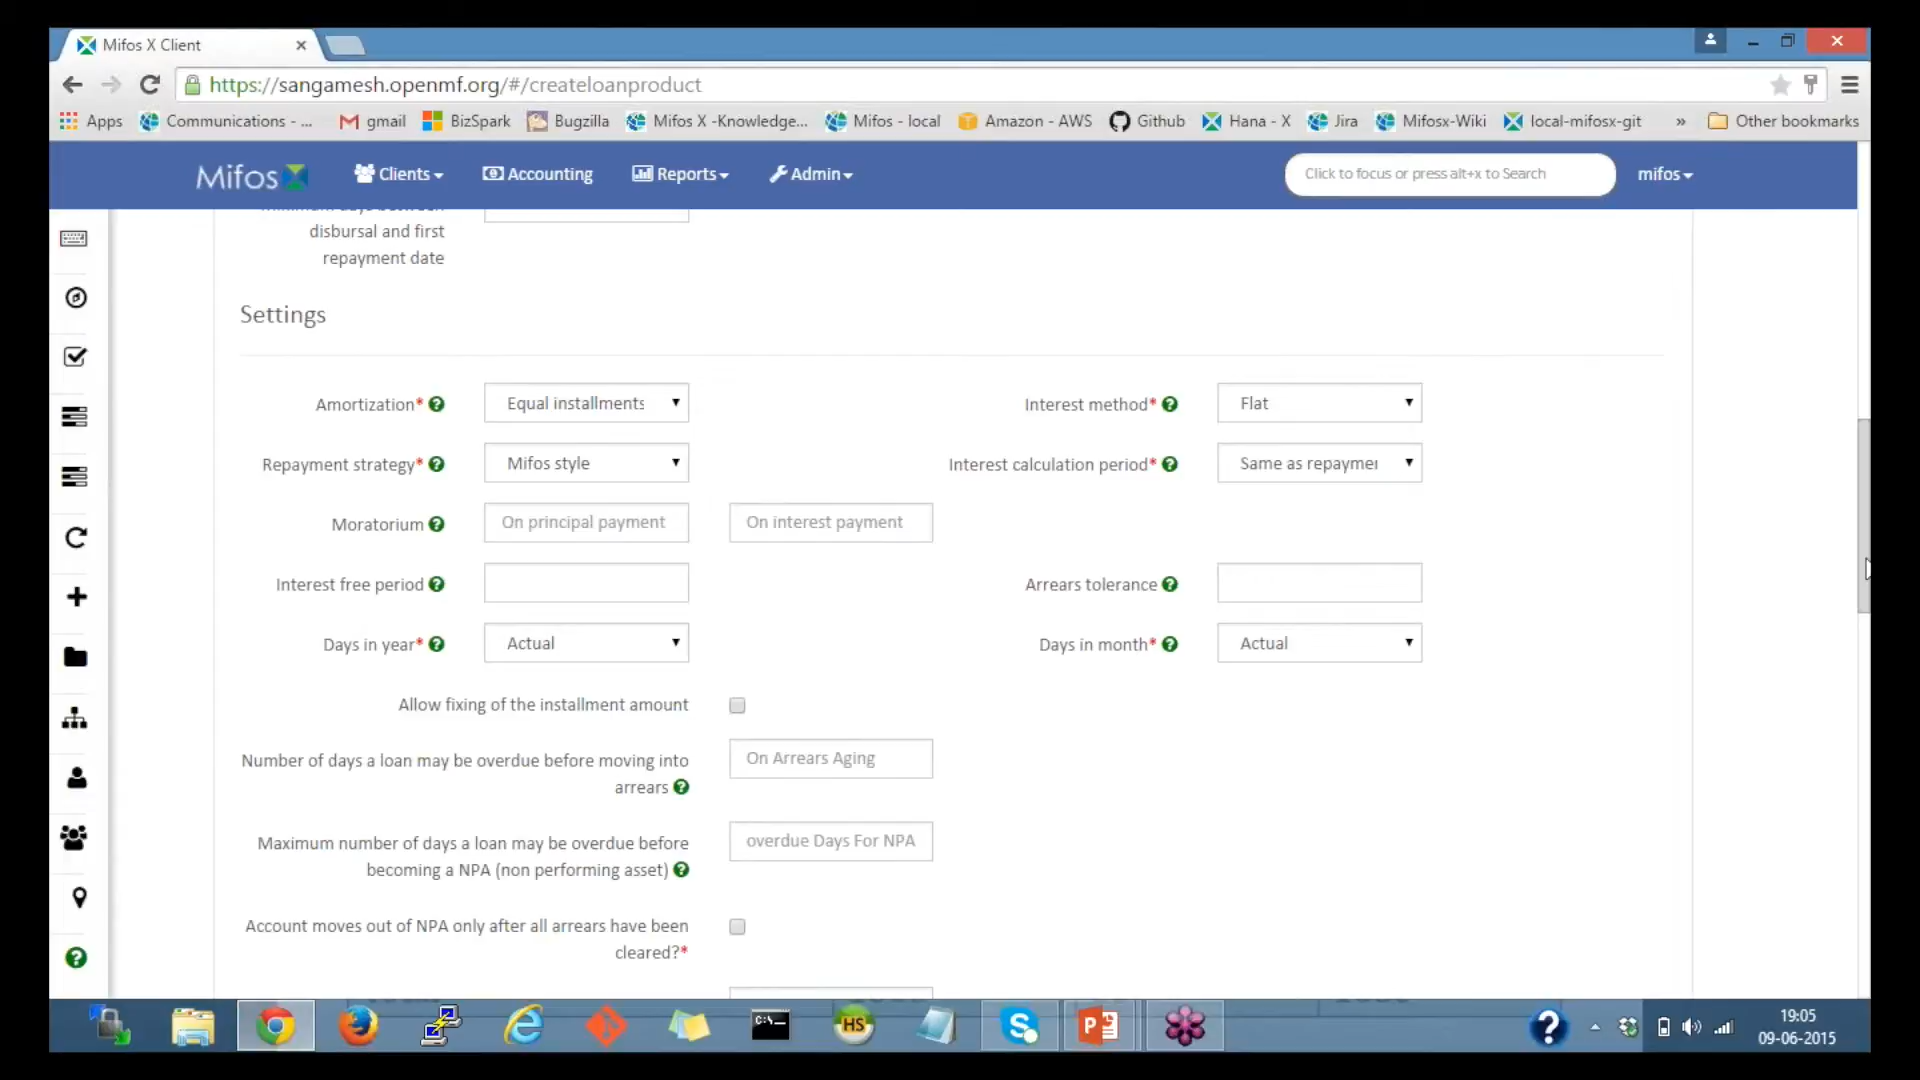 Mifos X Client
https://sangamesh.openmf.org/#/createloanproduct
Apps Communications - ... gmail BizSpark Bugzilla Mifos X -Knowledge... Mifos - local Amazon - AWS Github Hana - X Jira Mifosx-Wiki local-mifosx-git » Other bookmarks
Mifos Clients Accounting Reports Admin Click to focus or press alt+x to Search mifos
disbursal and first
repayment date
Settings
Amortization* Equal installments Interest method* Flat
Repayment strategy* Mifos style Interest calculation period* Same as repaymen
Moratorium On principal payment On interest payment
Interest free period Arrears tolerance
Days in year* Actual Days in month* Actual
Allow fixing of the installment amount
Number of days a loan may be overdue before moving into
arrears
On Arrears Aging
Maximum number of days a loan may be overdue before
becoming a NPA (non performing asset)
overdue Days For NPA
Account moves out of NPA only after all arrears have been
cleared?*
19:05
09-06-2015